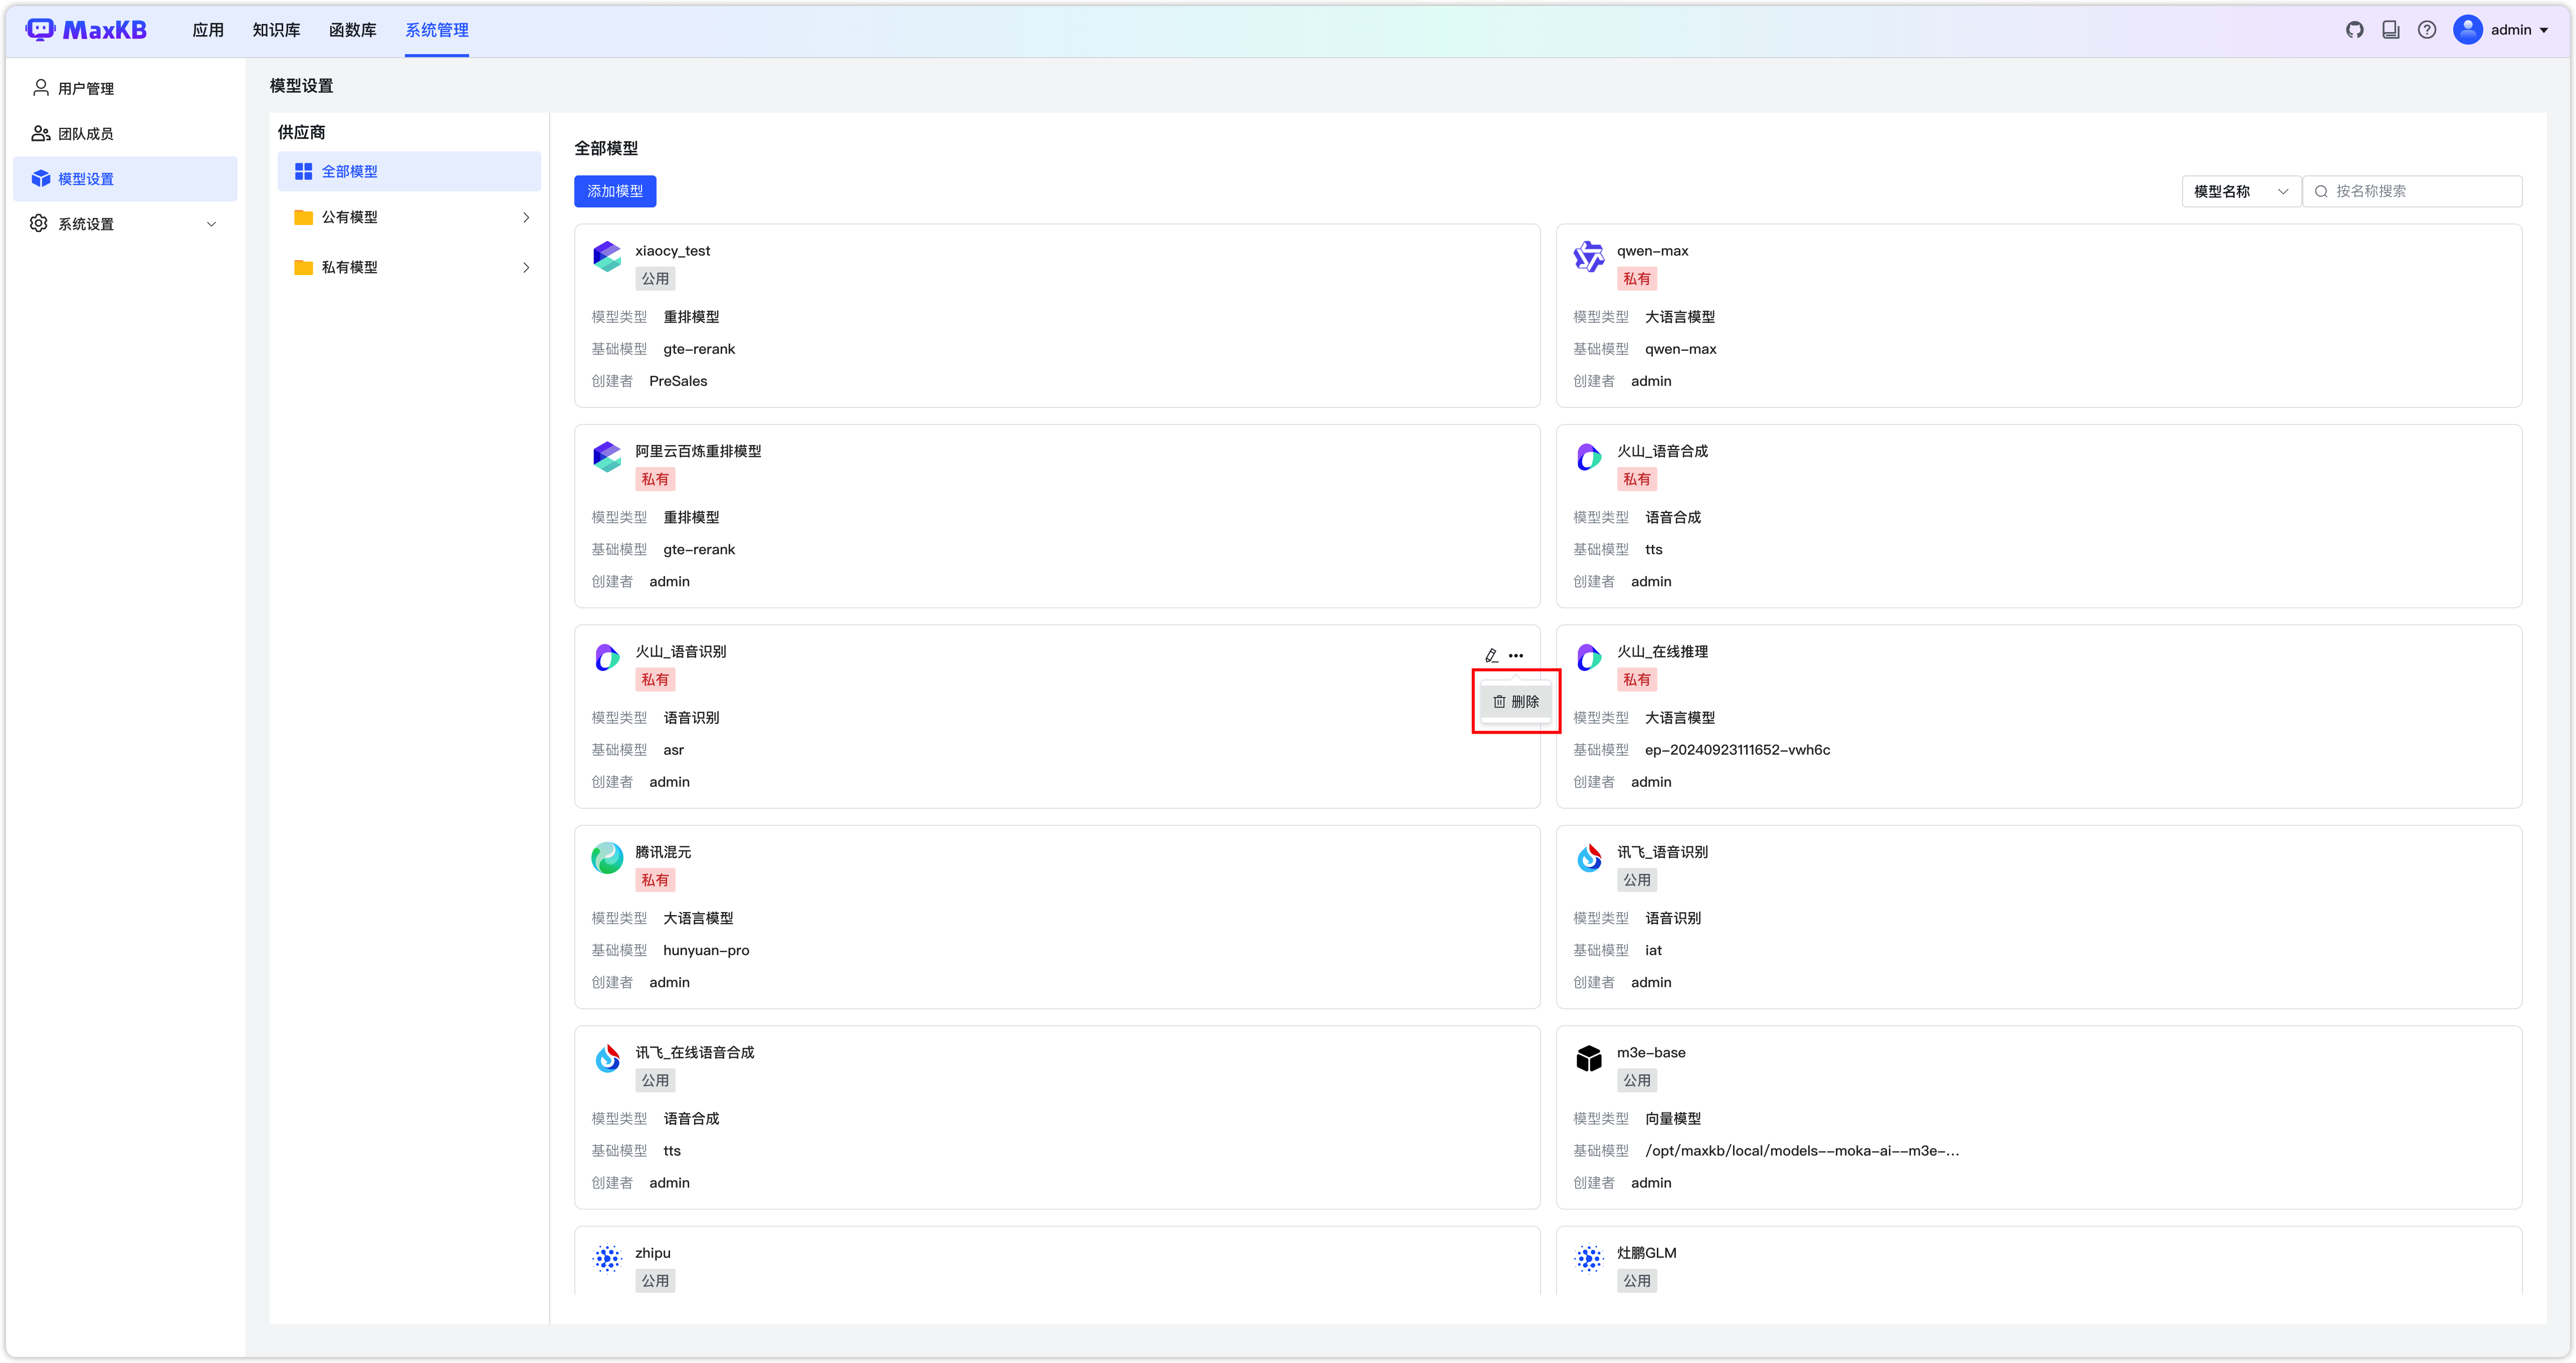 MaxKB
应用
知识库
函数库
系统管理
admin
用户管理
团队成员
模型设置
系统设置
模型设置
供应商
全部模型
公有模型
私有模型
全部模型
添加模型
模型名称
按名称搜索
xiaocy_test
公用
模型类型 重排模型
基础模型 gte-rerank
创建者 PreSales
qwen-max
私有
模型类型 大语言模型
基础模型 qwen-max
创建者 admin
阿里云百炼重排模型
私有
模型类型 重排模型
基础模型 gte-rerank
创建者 admin
火山_语音合成
私有
模型类型 语音合成
基础模型 tts
创建者 admin
火山_语音识别
私有
模型类型 语音识别
基础模型 asr
创建者 admin
删除
火山_在线推理
私有
模型类型 大语言模型
基础模型 ep-20240923111652-vwh6c
创建者 admin
腾讯混元
私有
模型类型 大语言模型
基础模型 hunyuan-pro
创建者 admin
讯飞_语音识别
公用
模型类型 语音识别
基础模型 iat
创建者 admin
讯飞_在线语音合成
公用
模型类型 语音合成
基础模型 tts
创建者 admin
m3e-base
公用
模型类型 向量模型
基础模型 /opt/maxkb/local/models--moka-ai--m3e-...
创建者 admin
zhipu
公用
灶鹏GLM
公用